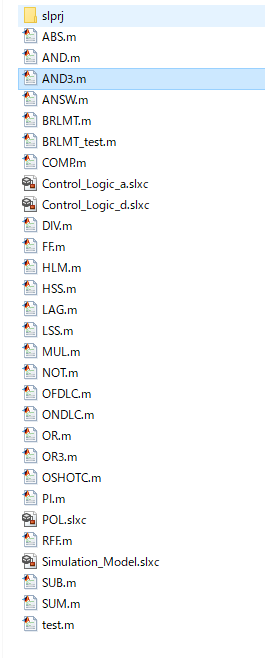 slprj
ABS.m
AND.m
AND3.m
ANSW.m
BRLMT.m
BRLMT_test.m
COMP.m
Control_Logic_a.slxc
Control_Logic_d.slxc
DIV.m
FF.m
HLM.m
HSS.m
LAG.m
LSS.m
MUL.m
NOT.m
OFDLC.m
ONDLC.m
OR.m
OR3.m
OSHOTC.m
PI.m
POL.slxc
RFF.m
Simulation_Model.slxc
SUB.m
SUM.m
test.m